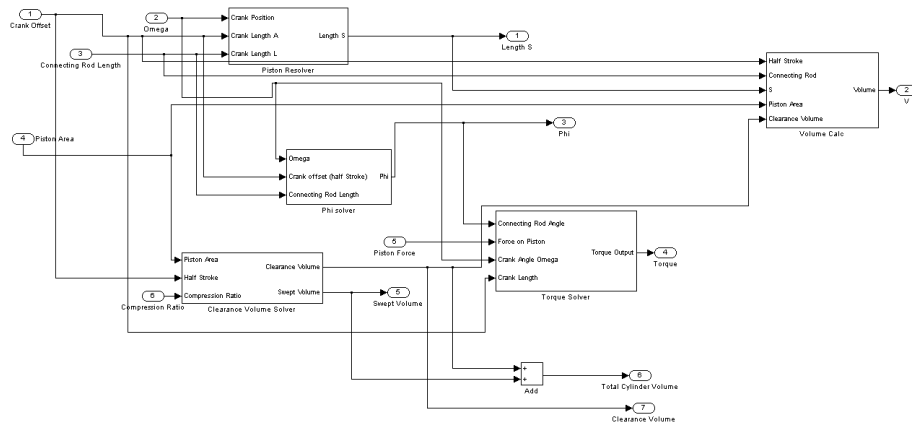 1
Crank Offset
2
Omega
3
Connecting Rod Length
Crank Position
Crank Length A
Crank Length L
Length S
Piston Resolver
1
Length S
Half Stroke
Connecting Rod
S
Piston Area
Clearance Volume
Volume
Volume Calc
2
V
4
Piston Area
3
Phi
Omega
Crank offset (half Stroke)
Connecting Rod Length
Phi
Phi solver
5
Piston Force
Connecting Rod Angle
Force on Piston
Crank Angle Omega
Crank Length
Torque Output
Torque Solver
4
Torque
Piston Area
Half Stroke
Compression Ratio
Clearance Volume
Swept Volume
Clearance Volume Solver
6
Compression Ratio
5
Swept Volume
+
+
Add
6
Total Cylinder Volume
7
Clearance Volume